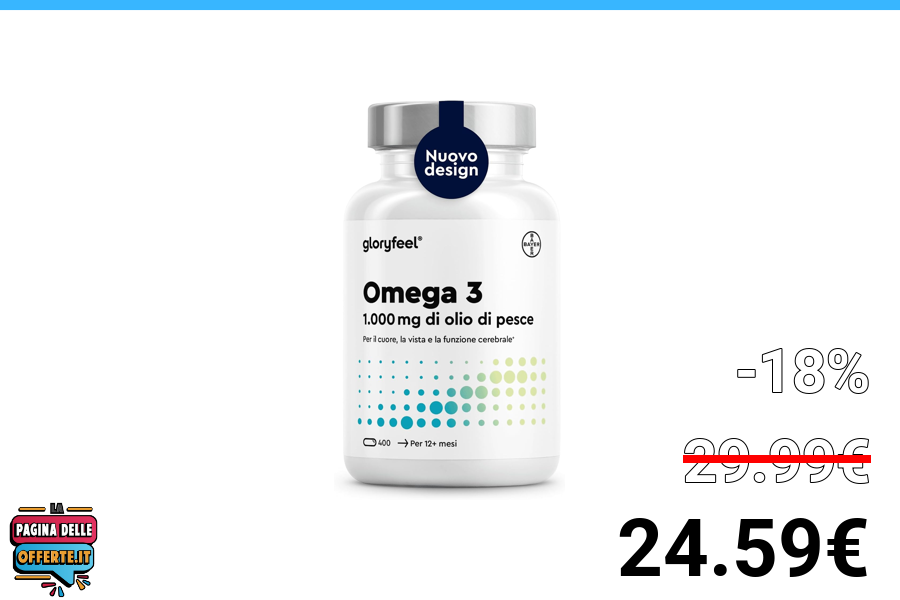 Nuovo
design
gloryfeel®
BAYER
Omega 3
1.000 mg di olio di pesce
Per il cuore, la vista e la funzione cerebrale*
400 Per 12+ mesi
-18%
29.99€
24.59€
LA
PAGINA DELLE
OFFERTE.IT